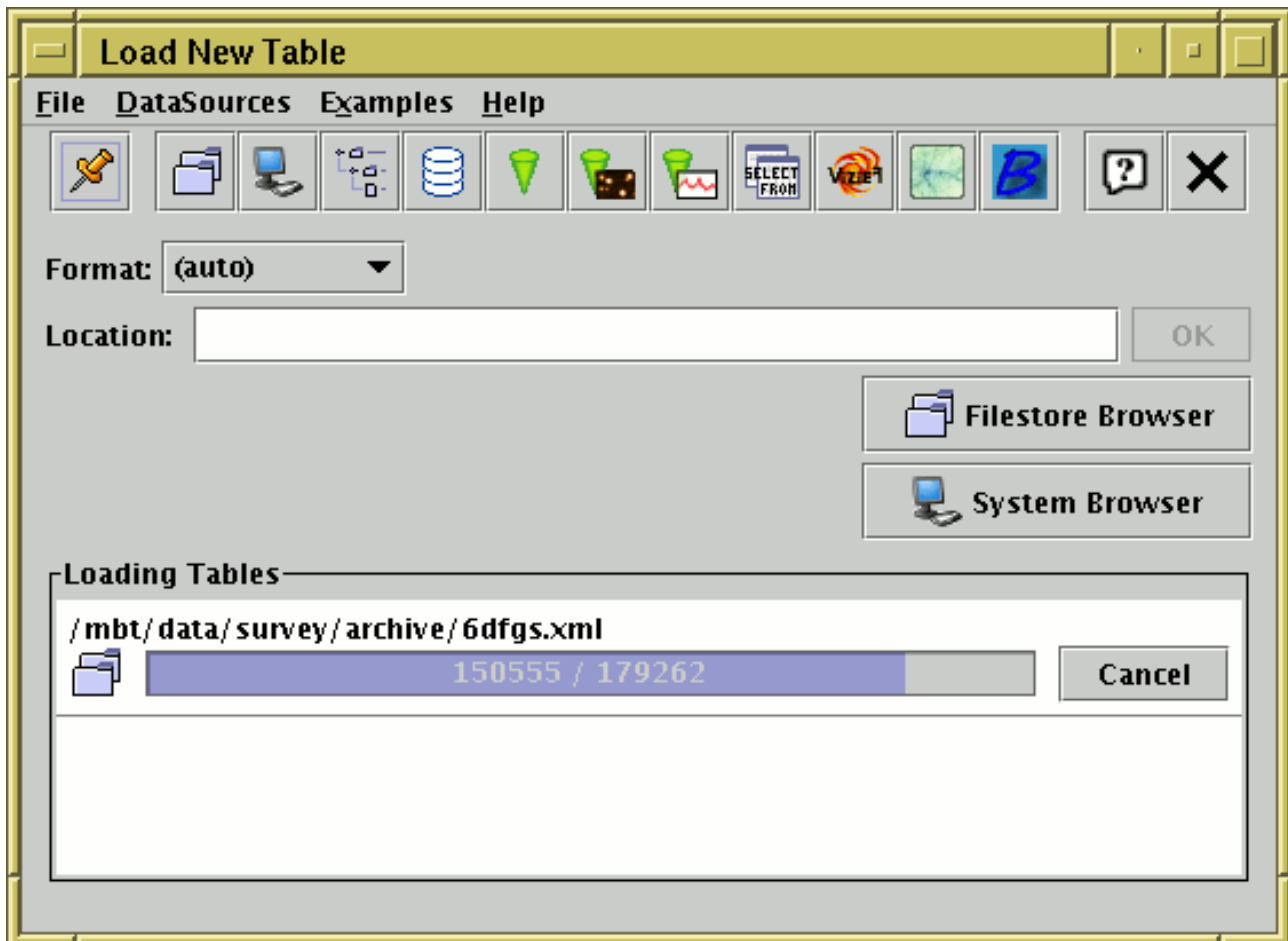 Load New Table
File DataSources Examples Help
SELECT FROM VizieR B ?
Format: (auto)
Location: OK
Filestore Browser
System Browser
Loading Tables
/mbt/data/survey/archive/6dfgs.xml
150555 / 179262 Cancel